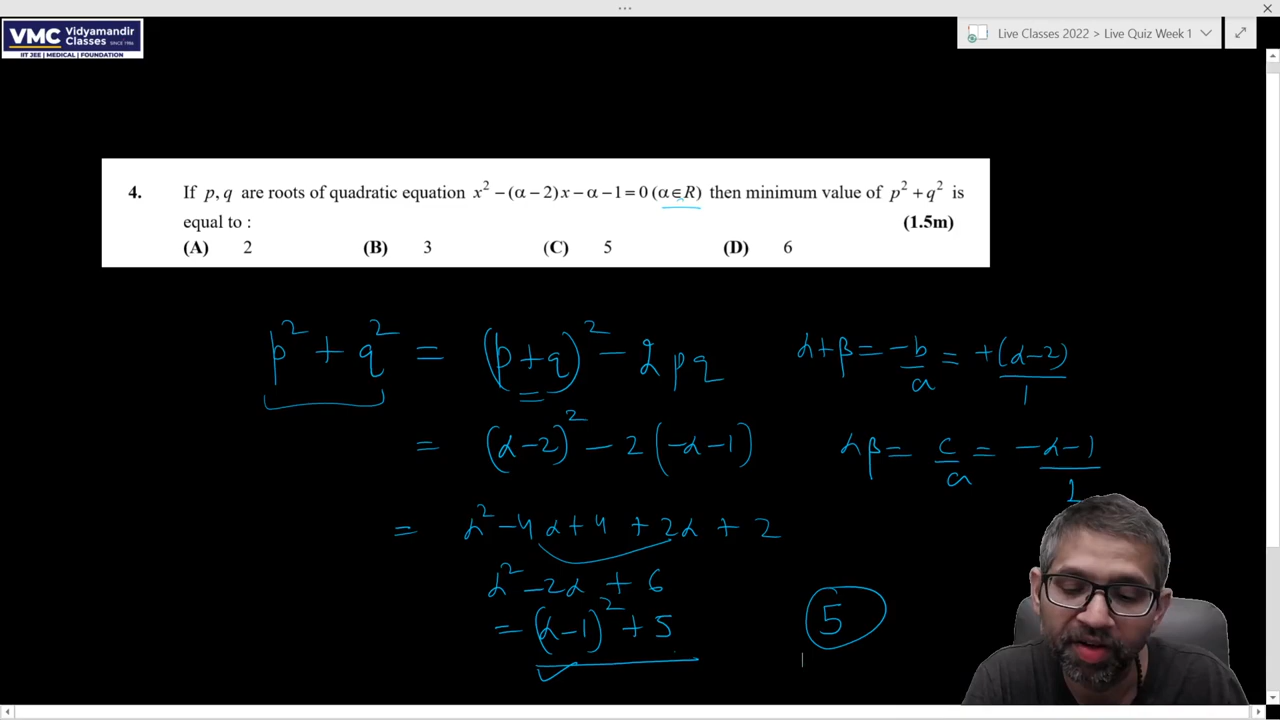 VMC Vidyamandir Classes SINCE 1986
IIT JEE | MEDICAL | FOUNDATION
Live Classes 2022 > Live Quiz Week 1
4. If p, q are roots of quadratic equation x² − (α − 2)x − α − 1 = 0 (α ∈ R) then minimum value of p² + q² is
equal to : (1.5m)
(A) 2 (B) 3 (C) 5 (D) 6
p² + q² = (p+q)² − 2pq
α+β = −b/a = +(α−2)/1
= (α−2)² − 2(−α−1)
αβ = c/a = −α−1/1
= α² − 4α + 4 + 2α + 2
α² − 2α + 6
= (α−1)² + 5
5